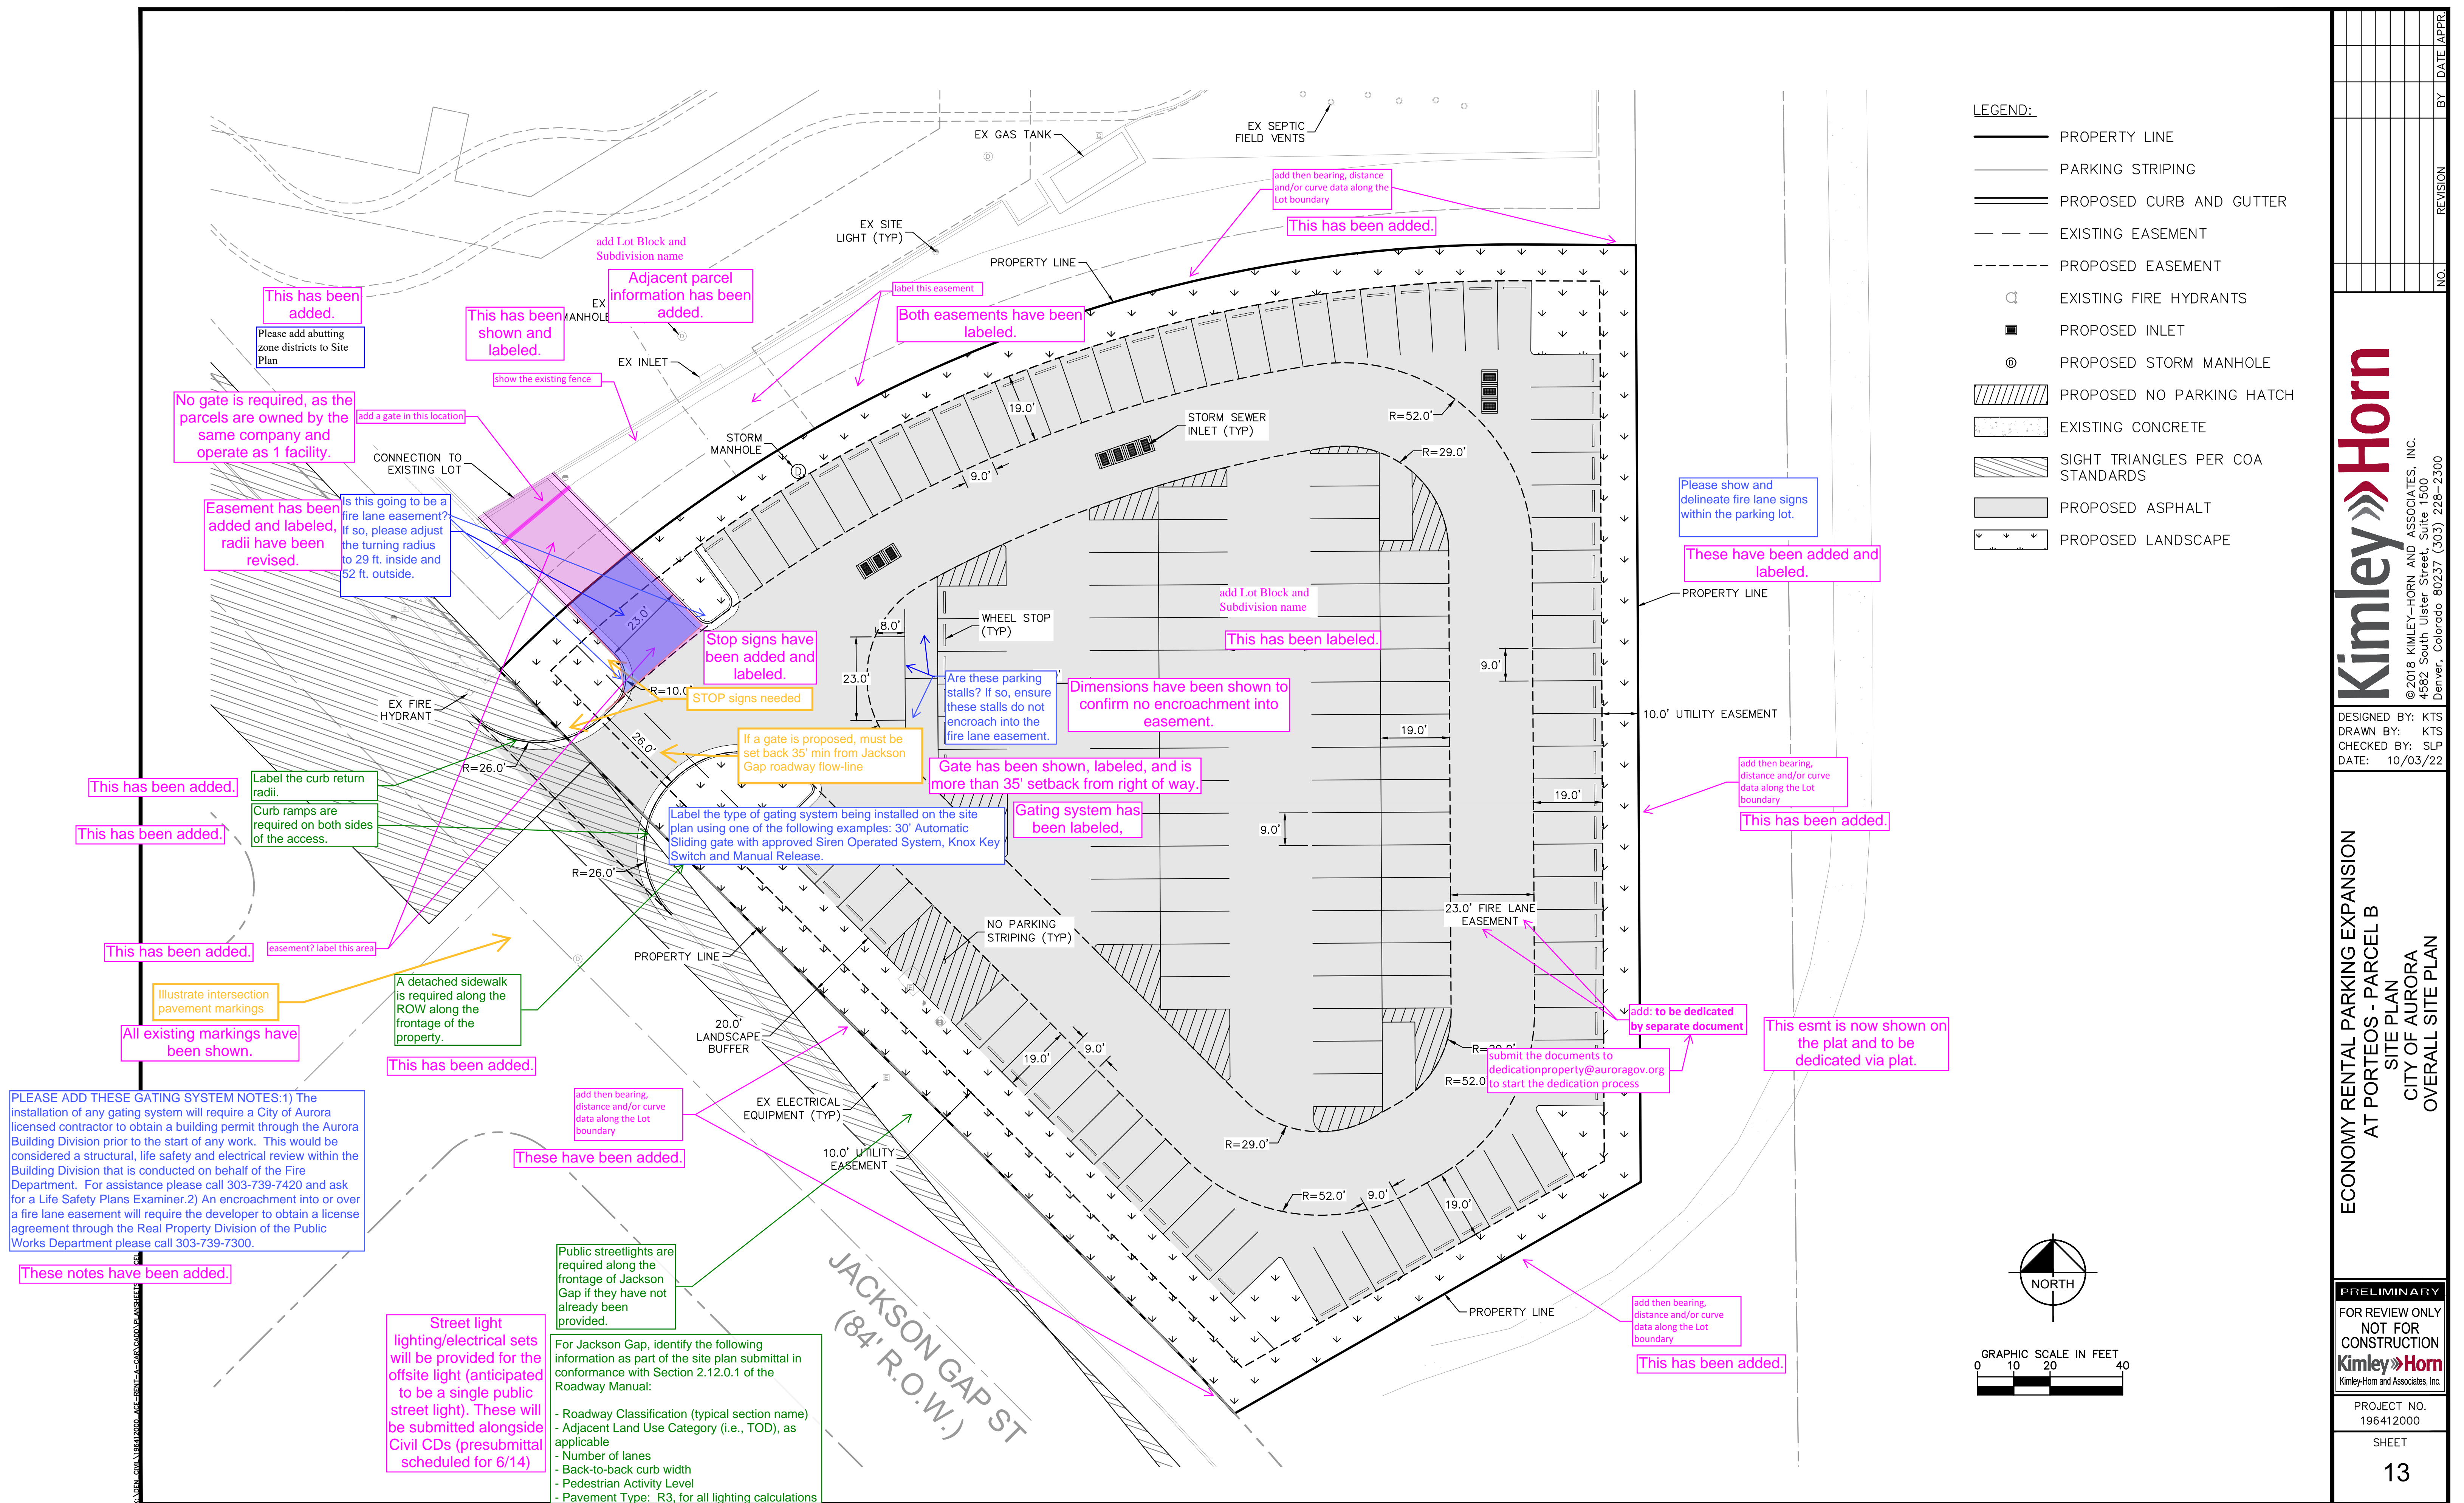 EX GAS TANK
EX SEPTIC
FIELD VENTS
EX SITE
LIGHT (TYP)
PROPERTY LINE
add then bearing, distance
and/or curve data along the
Lot boundary
This has been added.
add Lot Block and
Subdivision name
Adjacent parcel
information has been
added.
EX
MANHOLE
label this easement
Both easements have been
labeled.
This has been
added.
Please add abutting
zone districts to Site
Plan
This has been
shown and
labeled.
EX INLET
show the existing fence
No gate is required, as the
parcels are owned by the
same company and
operate as 1 facility.
add a gate in this location
CONNECTION TO
EXISTING LOT
STORM
MANHOLE
D
Easement has been
added and labeled,
radii have been
revised.
Is this going to be a
fire lane easement?
If so, please adjust
the turning radius
to 29 ft. inside and
52 ft. outside.
19.0'
9.0'
STORM SEWER
INLET (TYP)
R=52.0'
R=29.0'
23.0'
Please show and
delineate fire lane signs
within the parking lot.
These have been added and
labeled.
PROPERTY LINE
add Lot Block and
Subdivision name
This has been labeled.
WHEEL STOP
(TYP)
8.0'
23.0'
Stop signs have
been added and
labeled.
R=10.0'
STOP signs needed
Are these parking
stalls? If so, ensure
these stalls do not
encroach into the
fire lane easement.
Dimensions have been shown to
confirm no encroachment into
easement.
9.0'
10.0' UTILITY EASEMENT
19.0'
EX FIRE
HYDRANT
26.0'
If a gate is proposed, must be
set back 35' min from Jackson
Gap roadway flow-line
Gate has been shown, labeled, and is
more than 35' setback from right of way.
R=26.0'
This has been added.
Label the curb return
radii.
This has been added.
Curb ramps are
required on both sides
of the access.
Label the type of gating system being installed on the site
plan using one of the following examples: 30' Automatic
Sliding gate with approved Siren Operated System, Knox Key
Switch and Manual Release.
Gating system has
been labeled,
9.0'
19.0'
add then bearing,
distance and/or curve
data along the Lot
boundary
This has been added.
R=26.0'
23.0' FIRE LANE
EASEMENT
NO PARKING
STRIPING (TYP)
This has been added.
easement? label this area
PROPERTY LINE
Illustrate intersection
pavement markings
All existing markings have
been shown.
A detached sidewalk
is required along the
ROW along the
frontage of the
property.
This has been added.
20.0'
LANDSCAPE
BUFFER
19.0'
9.0'
add: to be dedicated
by separate document
submit the documents to
dedicationproperty@auroragov.org
to start the dedication process
This esmt is now shown on
the plat and to be
dedicated via plat.
R=52.0
PLEASE ADD THESE GATING SYSTEM NOTES:1) The
installation of any gating system will require a City of Aurora
licensed contractor to obtain a building permit through the Aurora
Building Division prior to the start of any work. This would be
considered a structural, life safety and electrical review within the
Building Division that is conducted on behalf of the Fire
Department. For assistance please call 303-739-7420 and ask
for a Life Safety Plans Examiner.2) An encroachment into or over
a fire lane easement will require the developer to obtain a license
agreement through the Real Property Division of the Public
Works Department please call 303-739-7300.
These notes have been added.
add then bearing,
distance and/or curve
data along the Lot
boundary
These have been added.
EX ELECTRICAL
EQUIPMENT (TYP)
10.0' UTILITY
EASEMENT
R=29.0'
R=52.0'
9.0'
19.0'
Public streetlights are
required along the
frontage of Jackson
Gap if they have not
already been
provided.
JACKSON GAP ST
(84' R.O.W.)
PROPERTY LINE
add then bearing,
distance and/or curve
data along the Lot
boundary
This has been added.
Street light
lighting/electrical sets
will be provided for the
offsite light (anticipated
to be a single public
street light). These will
be submitted alongside
Civil CDs (presubmittal
scheduled for 6/14)
For Jackson Gap, identify the following
information as part of the site plan submittal in
conformance with Section 2.12.0.1 of the
Roadway Manual:
- Roadway Classification (typical section name)
- Adjacent Land Use Category (i.e., TOD), as
applicable
- Number of lanes
- Back-to-back curb width
- Pedestrian Activity Level
- Pavement Type: R3, for all lighting calculations
LEGEND:
PROPERTY LINE
PARKING STRIPING
PROPOSED CURB AND GUTTER
EXISTING EASEMENT
PROPOSED EASEMENT
EXISTING FIRE HYDRANTS
PROPOSED INLET
PROPOSED STORM MANHOLE
PROPOSED NO PARKING HATCH
EXISTING CONCRETE
SIGHT TRIANGLES PER COA
STANDARDS
PROPOSED ASPHALT
PROPOSED LANDSCAPE
NORTH
GRAPHIC SCALE IN FEET
0 10 20 40
NO. REVISION BY DATE APPR.
Kimley»Horn
©2018 KIMLEY-HORN AND ASSOCIATES, INC.
4582 South Ulster Street, Suite 1500
Denver, Colorado 80237 (303) 228-2300
DESIGNED BY: KTS
DRAWN BY: KTS
CHECKED BY: SLP
DATE: 10/03/22
ECONOMY RENTAL PARKING EXPANSION
AT PORTEOS - PARCEL B
SITE PLAN
CITY OF AURORA
OVERALL SITE PLAN
PRELIMINARY
FOR REVIEW ONLY
NOT FOR
CONSTRUCTION
Kimley»Horn
Kimley-Horn and Associates, Inc.
PROJECT NO.
196412000
SHEET
13